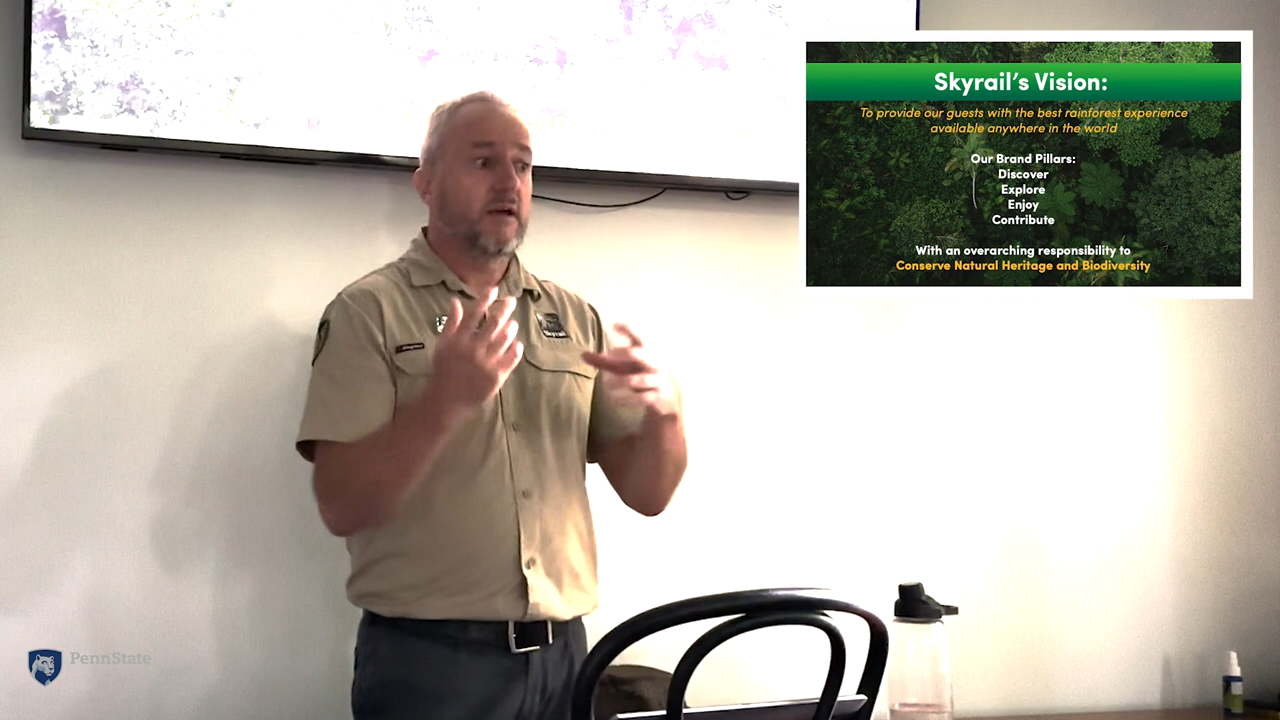 Skyrail's Vision:
To provide our guests with the best rainforest experience
available anywhere in the world
Our Brand Pillars:
Discover
Explore
Enjoy
Contribute
With an overarching responsibility to
Conserve Natural Heritage and Biodiversity
Skyrail
PennState